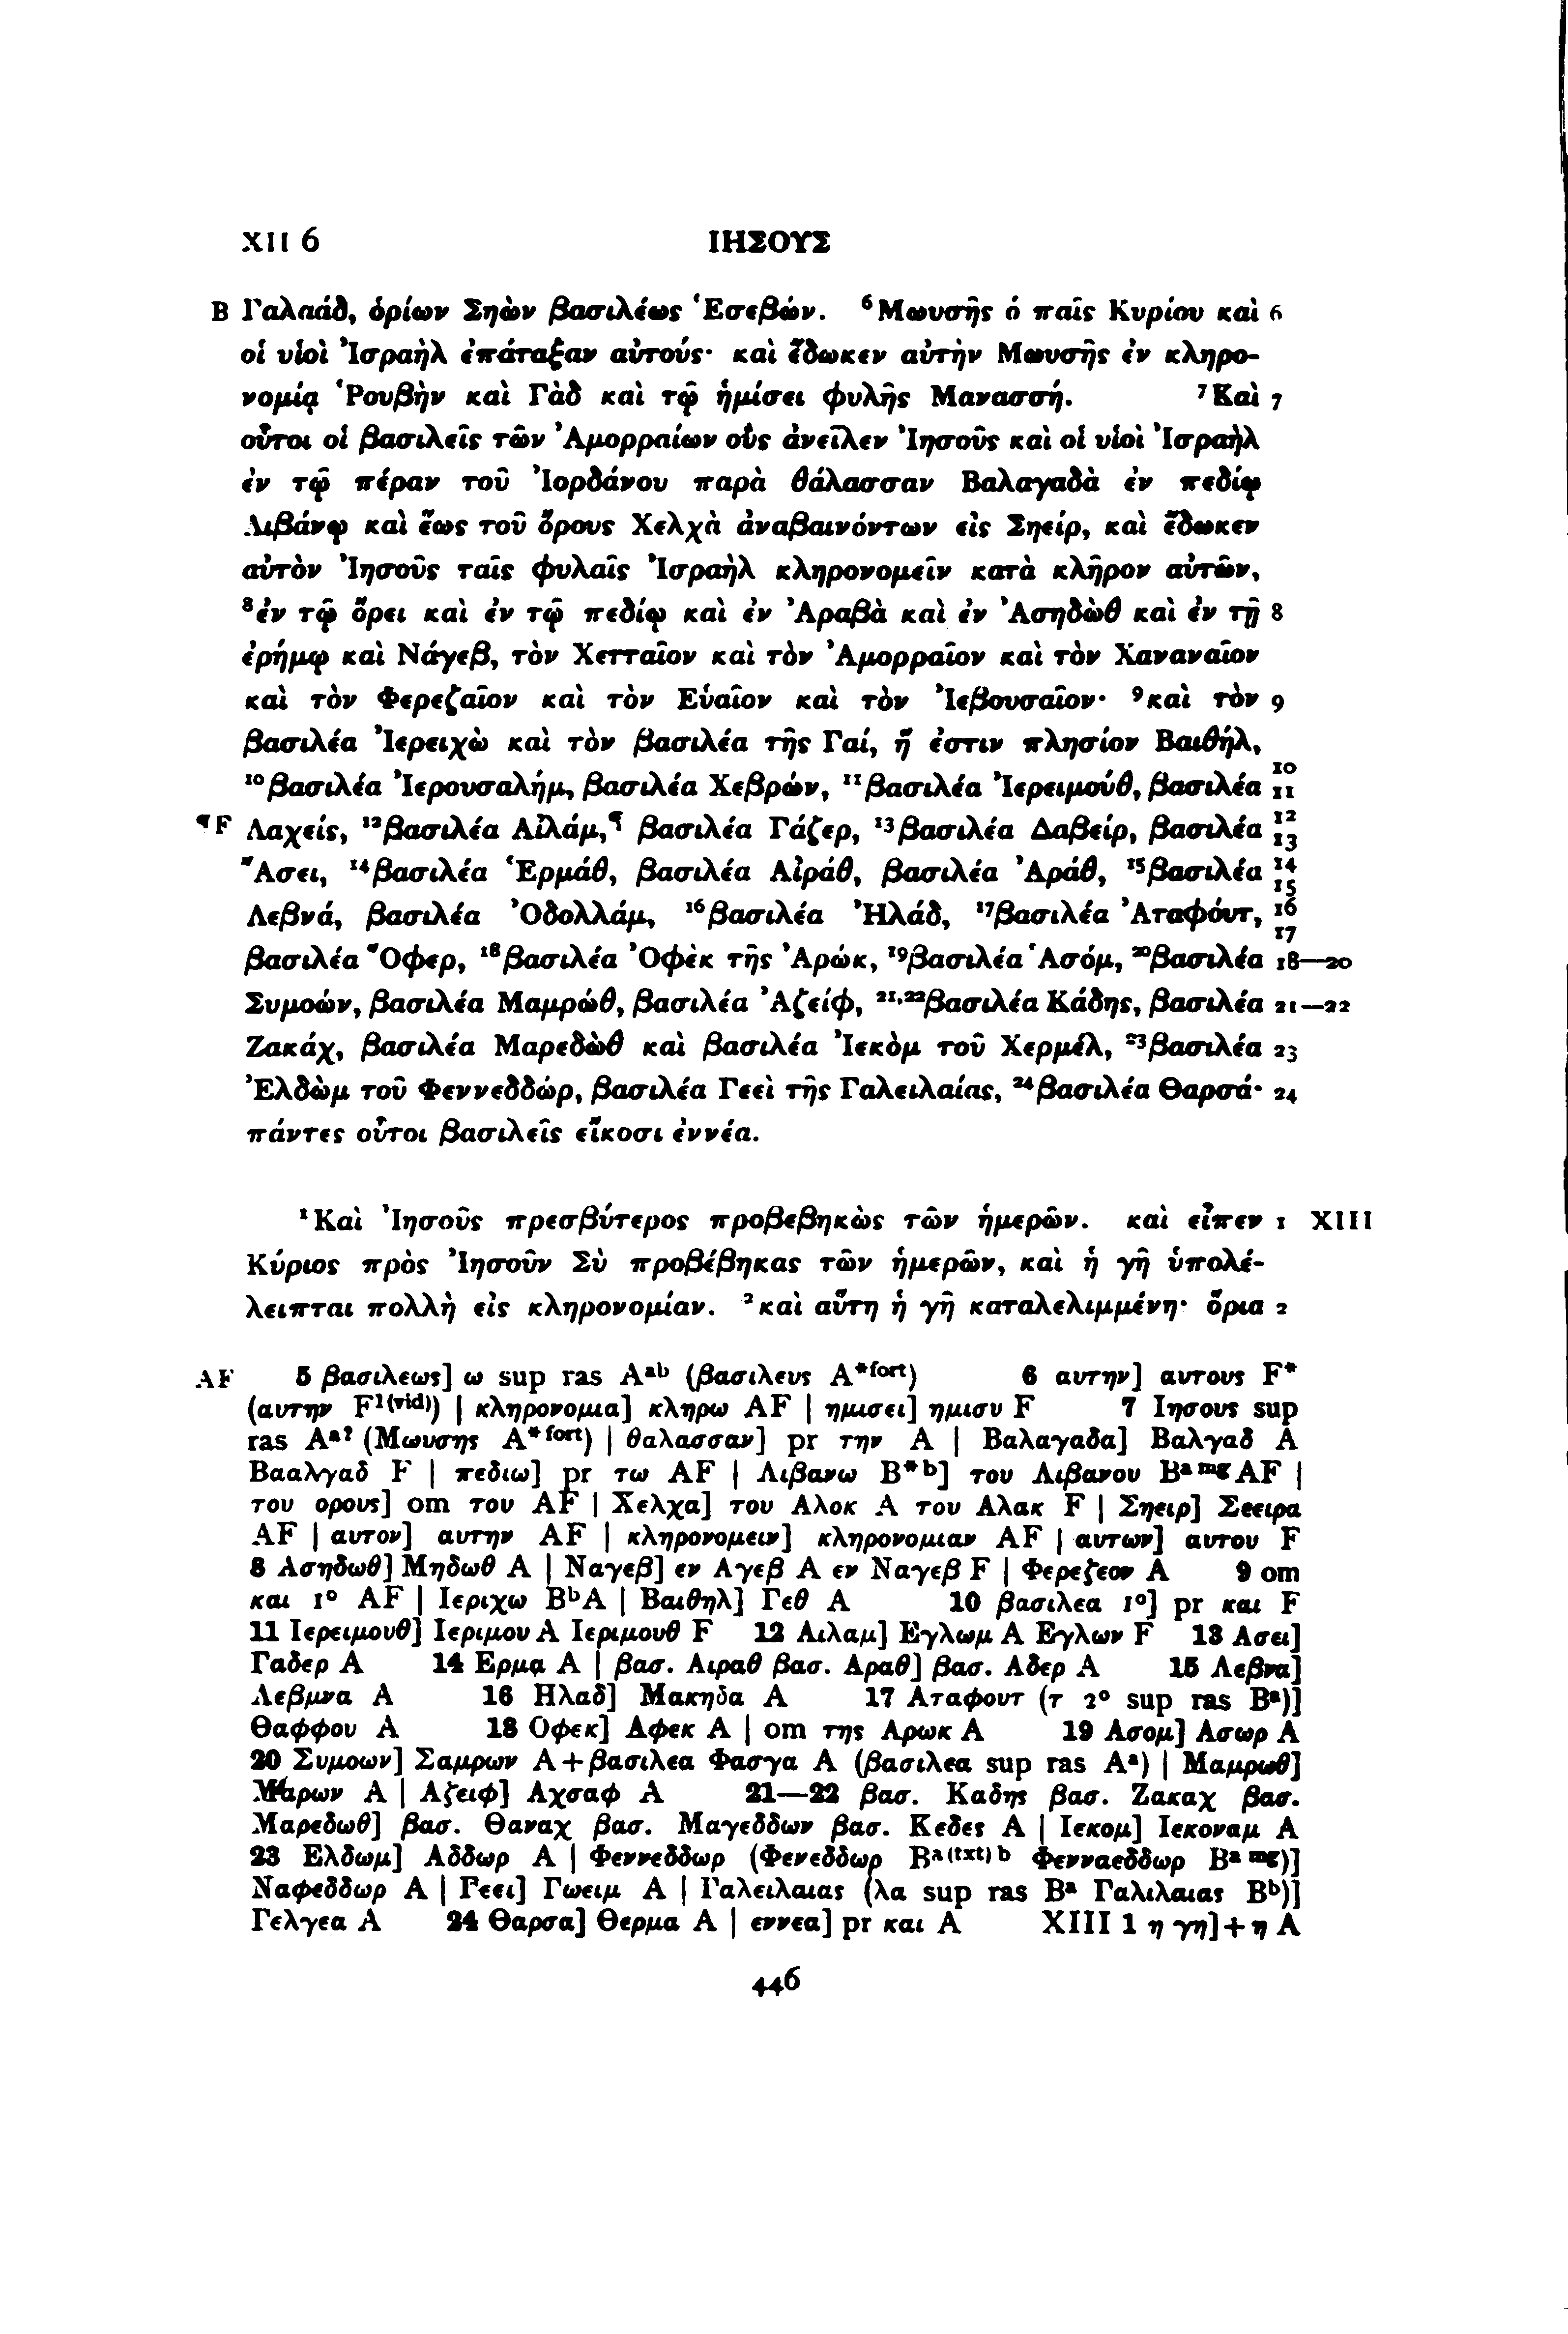 XII 6 ΙΗΣΟΥΣ
B Γαλαάδ, ὁρίων Σηὼν βασιλέως Ἑσεβών. ⁶Μωυσῆς ὁ παῖς Κυρίου καὶ 6
οἱ υἱοὶ Ἰσραὴλ ἐπάταξαν αὐτούς· καὶ ἔδωκεν αὐτὴν Μωυσῆς ἐν κληρο-
νομίᾳ Ῥουβὴν καὶ Γὰδ καὶ τῷ ἡμίσει φυλῆς Μανασσή. ⁷Καὶ 7
οὗτοι οἱ βασιλεῖς τῶν Ἀμορραίων οὓς ἀνεῖλεν Ἰησοῦς καὶ οἱ υἱοὶ Ἰσραὴλ
ἐν τῷ πέραν τοῦ Ἰορδάνου παρὰ θάλασσαν Βαλαγαδὰ ἐν πεδίῳ
Λιβάνῳ καὶ ἕως τοῦ ὄρους Χελχὰ ἀναβαινόντων εἰς Σηείρ, καὶ ἔδωκεν
αὐτὸν Ἰησοῦς ταῖς φυλαῖς Ἰσραὴλ κληρονομεῖν κατὰ κλῆρον αὐτῶν,
⁸ἐν τῷ ὄρει καὶ ἐν τῷ πεδίῳ καὶ ἐν Ἀραβὰ καὶ ἐν Ἀσηδὼθ καὶ ἐν τῇ 8
ἐρήμῳ καὶ Νάγεβ, τὸν Χετταῖον καὶ τὸν Ἀμορραῖον καὶ τὸν Χαναναῖον
καὶ τὸν Φερεζαῖον καὶ τὸν Εὑαῖον καὶ τὸν Ἰεβουσαῖον· ⁹καὶ τὸν 9
βασιλέα Ἰερειχὼ καὶ τὸν βασιλέα τῆς Γαί, ἥ ἐστιν πλησίον Βαιθήλ,
¹⁰βασιλέα Ἰερουσαλήμ, βασιλέα Χεβρών, ¹¹βασιλέα Ἰερειμούθ, βασιλέα 10 11
¶ F Λαχείς, ¹²βασιλέα Αἰλάμ,¶ βασιλέα Γάζερ, ¹³βασιλέα Δαβείρ, βασιλέα 12 13
Ἄσει, ¹⁴βασιλέα Ἑρμάθ, βασιλέα Αἰράθ, βασιλέα Ἀράθ, ¹⁵βασιλέα 14 15
Λεβνά, βασιλέα Ὀδολλάμ, ¹⁶βασιλέα Ἠλάδ, ¹⁷βασιλέα Ἀταφούτ, 16 17
βασιλέα Ὄφερ, ¹⁸βασιλέα Ὀφὲκ τῆς Ἀρώκ, ¹⁹βασιλέα Ἀσόμ, ²⁰βασιλέα 18—20
Συμοών, βασιλέα Μαμρώθ, βασιλέα Ἀζείφ, ²¹,²²βασιλέα Κάδης, βασιλέα 21—22
Ζακάχ, βασιλέα Μαρεδὼθ καὶ βασιλέα Ἰεκὸμ τοῦ Χερμέλ, ²³βασιλέα 23
Ἐλδὼμ τοῦ Φεννεδδώρ, βασιλέα Γεεὶ τῆς Γαλειλαίας, ²⁴βασιλέα Θαρσά· 24
πάντες οὗτοι βασιλεῖς εἴκοσι ἐννέα.
¹Καὶ Ἰησοῦς πρεσβύτερος προβεβηκὼς τῶν ἡμερῶν. καὶ εἶπεν 1 XIII
Κύριος πρὸς Ἰησοῦν Σὺ προβέβηκας τῶν ἡμερῶν, καὶ ἡ γῆ ὑπολέ-
λειπται πολλὴ εἰς κληρονομίαν. ²καὶ αὕτη ἡ γῆ καταλελιμμένη· ὅρια 2
AF 5 βασιλεως] ω sup ras Aᵃᵇ (βασιλευς A*ᶠᵒʳᵗ) 6 αυτην] αυτους F*
(αυτην F¹⁽ᵛⁱᵈ⁾) | κληρονομια] κληρω AF | ημισει] ημισυ F 7 Ιησους sup
ras Aᵃ? (Μωυσης A*ᶠᵒʳᵗ) | θαλασσαν] pr την A | Βαλαγαδα] Βαλγαδ A
Βααλγαδ F | πεδιω] pr τω AF | Λιβανω B*ᵇ] του Λιβανου Bᵃ ᵐᵍAF |
του ορους] om του AF | Χελχα] του Αλοκ A του Αλακ F | Σηειρ] Σεειρα
AF | αυτον] αυτην AF | κληρονομειν] κληρονομιαν AF | αυτων] αυτου F
8 Ασηδωθ] Μηδωθ A | Ναγεβ] εν Αγεβ A εν Ναγεβ F | Φερεζεον A 9 om
και 1° AF | Ιεριχω BᵇA | Βαιθηλ] Γεθ A 10 βασιλεα 1°] pr και F
11 Ιερειμουθ] Ιεριμου A Ιεριμουθ F 12 Αιλαμ] Εγλωμ A Εγλων F 13 Ασει]
Γαδερ A 14 Ερμα A | βασ. Αιραθ βασ. Αραθ] βασ. Αδερ A 15 Λεβνα]
Λεβμνα A 16 Ηλαδ] Μακηδα A 17 Αταφουτ (τ 2° sup ras Bᵃ)]
Θαφφου A 18 Οφεκ] Αφεκ A | om της Αρωκ A 19 Ασομ] Ασωρ A
20 Συμοων] Σαμρων A + βασιλεα Φασγα A (βασιλεα sup ras Aᵃ) | Μαμρωθ]
Μαρων A | Αζειφ] Αχσαφ A 21—22 βασ. Καδης βασ. Ζακαχ βασ.
Μαρεδωθ] βασ. Θαναχ βασ. Μαγεδδων βασ. Κεδες A | Ιεκομ] Ιεκοναμ A
23 Ελδωμ] Αδδωρ A | Φεννεδδωρ (Φενεδδωρ Bᵃ⁽ᵗˣᵗ⁾ ᵇ Φενναεδδωρ Bᵃ ᵐᵍ)]
Ναφεδδωρ A | Γεει] Γωειμ A | Γαλειλαιας (λα sup ras Bᵃ Γαλιλαιας Bᵇ)]
Γελγεα A 24 Θαρσα] Θερμα A | εννεα] pr και A XIII 1 η γη]+η A
446